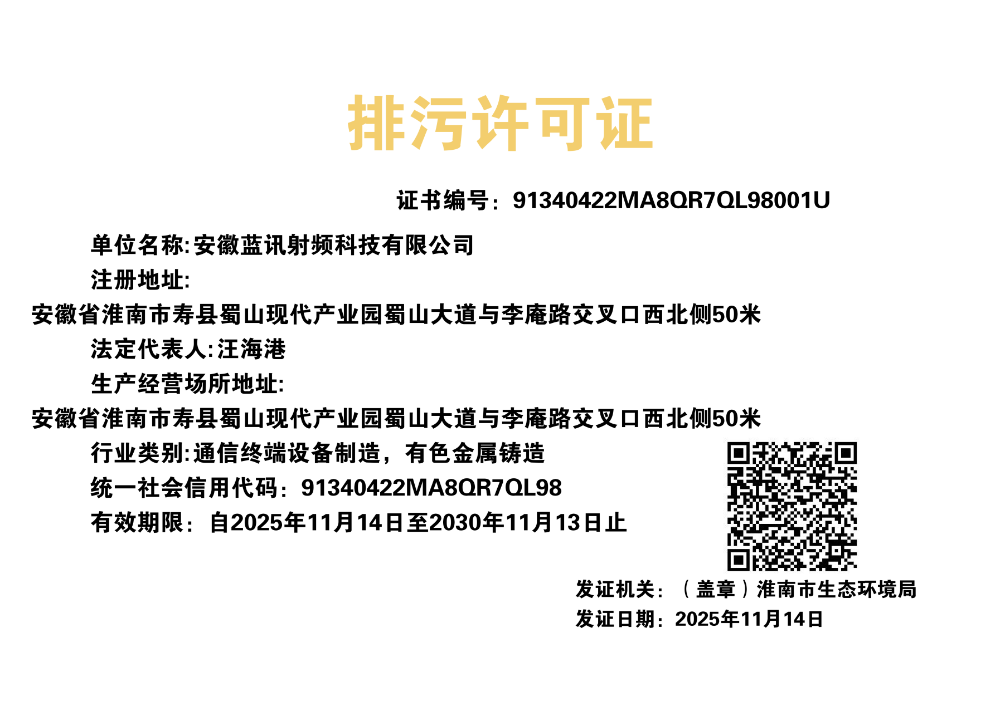 排污许可证
证书编号：91340422MA8QR7QL98001U
单位名称:安徽蓝讯射频科技有限公司
注册地址:
安徽省淮南市寿县蜀山现代产业园蜀山大道与李庵路交叉口西北侧50米
法定代表人:汪海港
生产经营场所地址:
安徽省淮南市寿县蜀山现代产业园蜀山大道与李庵路交叉口西北侧50米
行业类别:通信终端设备制造，有色金属铸造
统一社会信用代码：91340422MA8QR7QL98
有效期限：自2025年11月14日至2030年11月13日止
发证机关：（盖章）淮南市生态环境局
发证日期：2025年11月14日